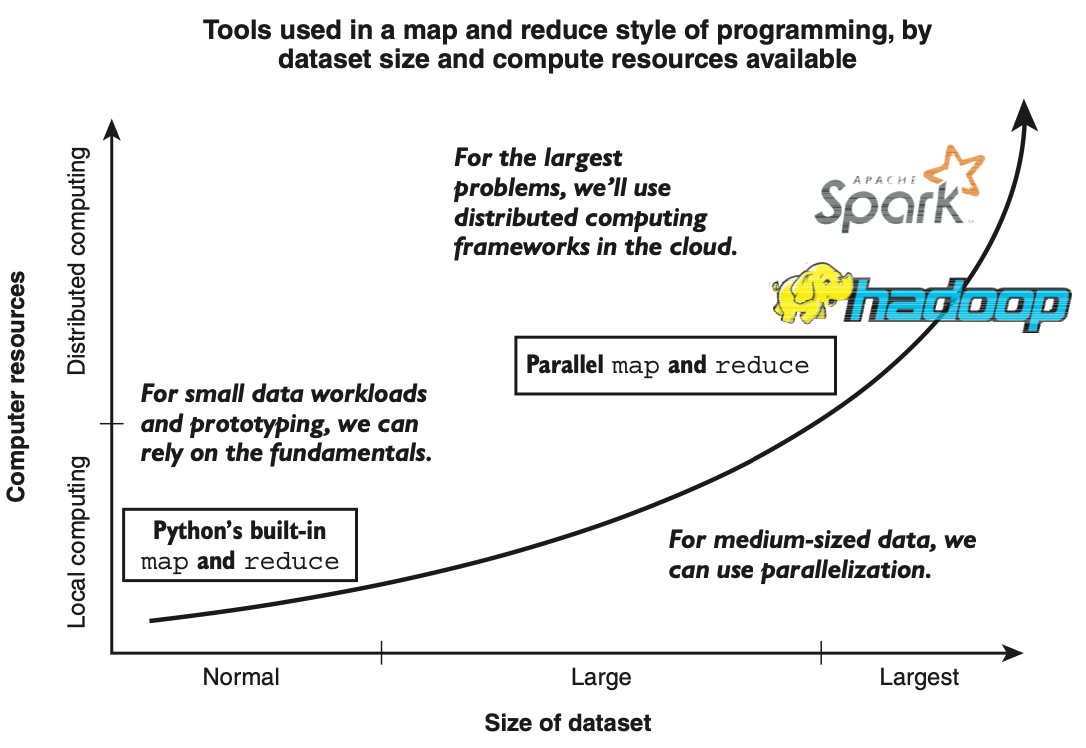 Tools used in a map and reduce style of programming, by
dataset size and compute resources available
For the largest
problems, we'll use
distributed computing
frameworks in the cloud.
APACHE
Spark
TM
hadoop
Parallel map and reduce
For small data workloads
and prototyping, we can
rely on the fundamentals.
Python's built-in
map and reduce
For medium-sized data, we
can use parallelization.
Computer resources
Distributed computing
Local computing
Normal
Large
Largest
Size of dataset